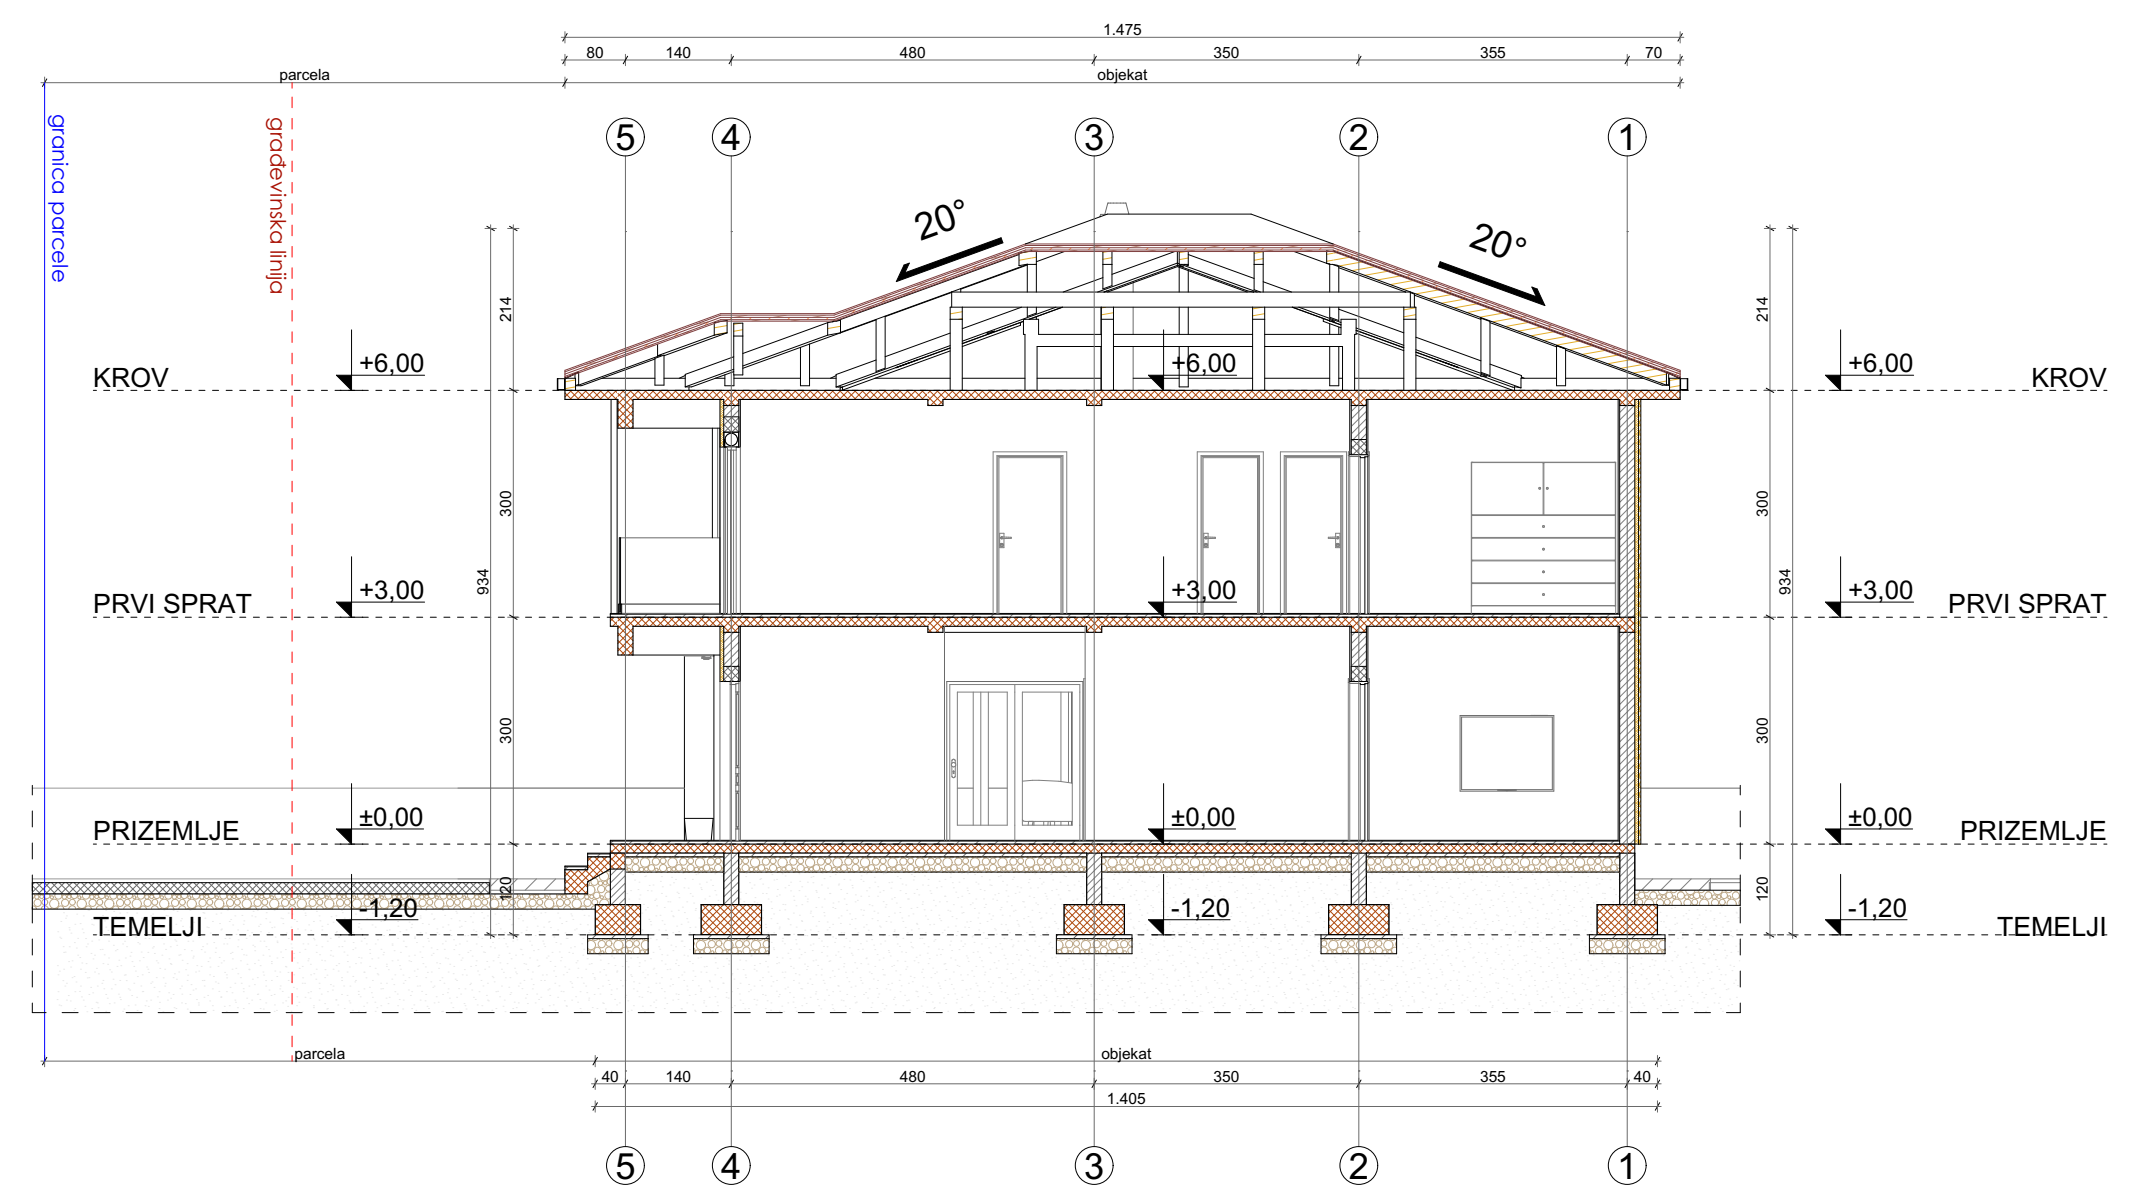 1.475
80 140 480 350 355 70
parcela objekat
5 4 3 2 1
granica parcele
građevinska linija
20° 20°
214 214
KROV +6,00 +6,00 +6,00 KROV
300 300
934 934
PRVI SPRAT +3,00 +3,00 +3,00 PRVI SPRAT
300 300
PRIZEMLJE ±0,00 ±0,00 ±0,00 PRIZEMLJE
120 120
TEMELJI -1,20 -1,20 -1,20 TEMELJI
parcela objekat
40 140 480 350 355 40
1.405
5 4 3 2 1